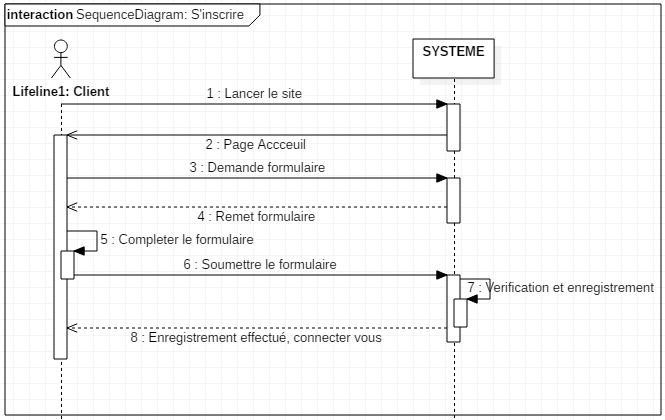 interaction SequenceDiagram: S'inscrire
SYSTEME
Lifeline1: Client
1 : Lancer le site
2 : Page Accceuil
3 : Demande formulaire
4 : Remet formulaire
5 : Completer le formulaire
6 : Soumettre le formulaire
7 : Verification et enregistrement
8 : Enregistrement effectué, connecter vous